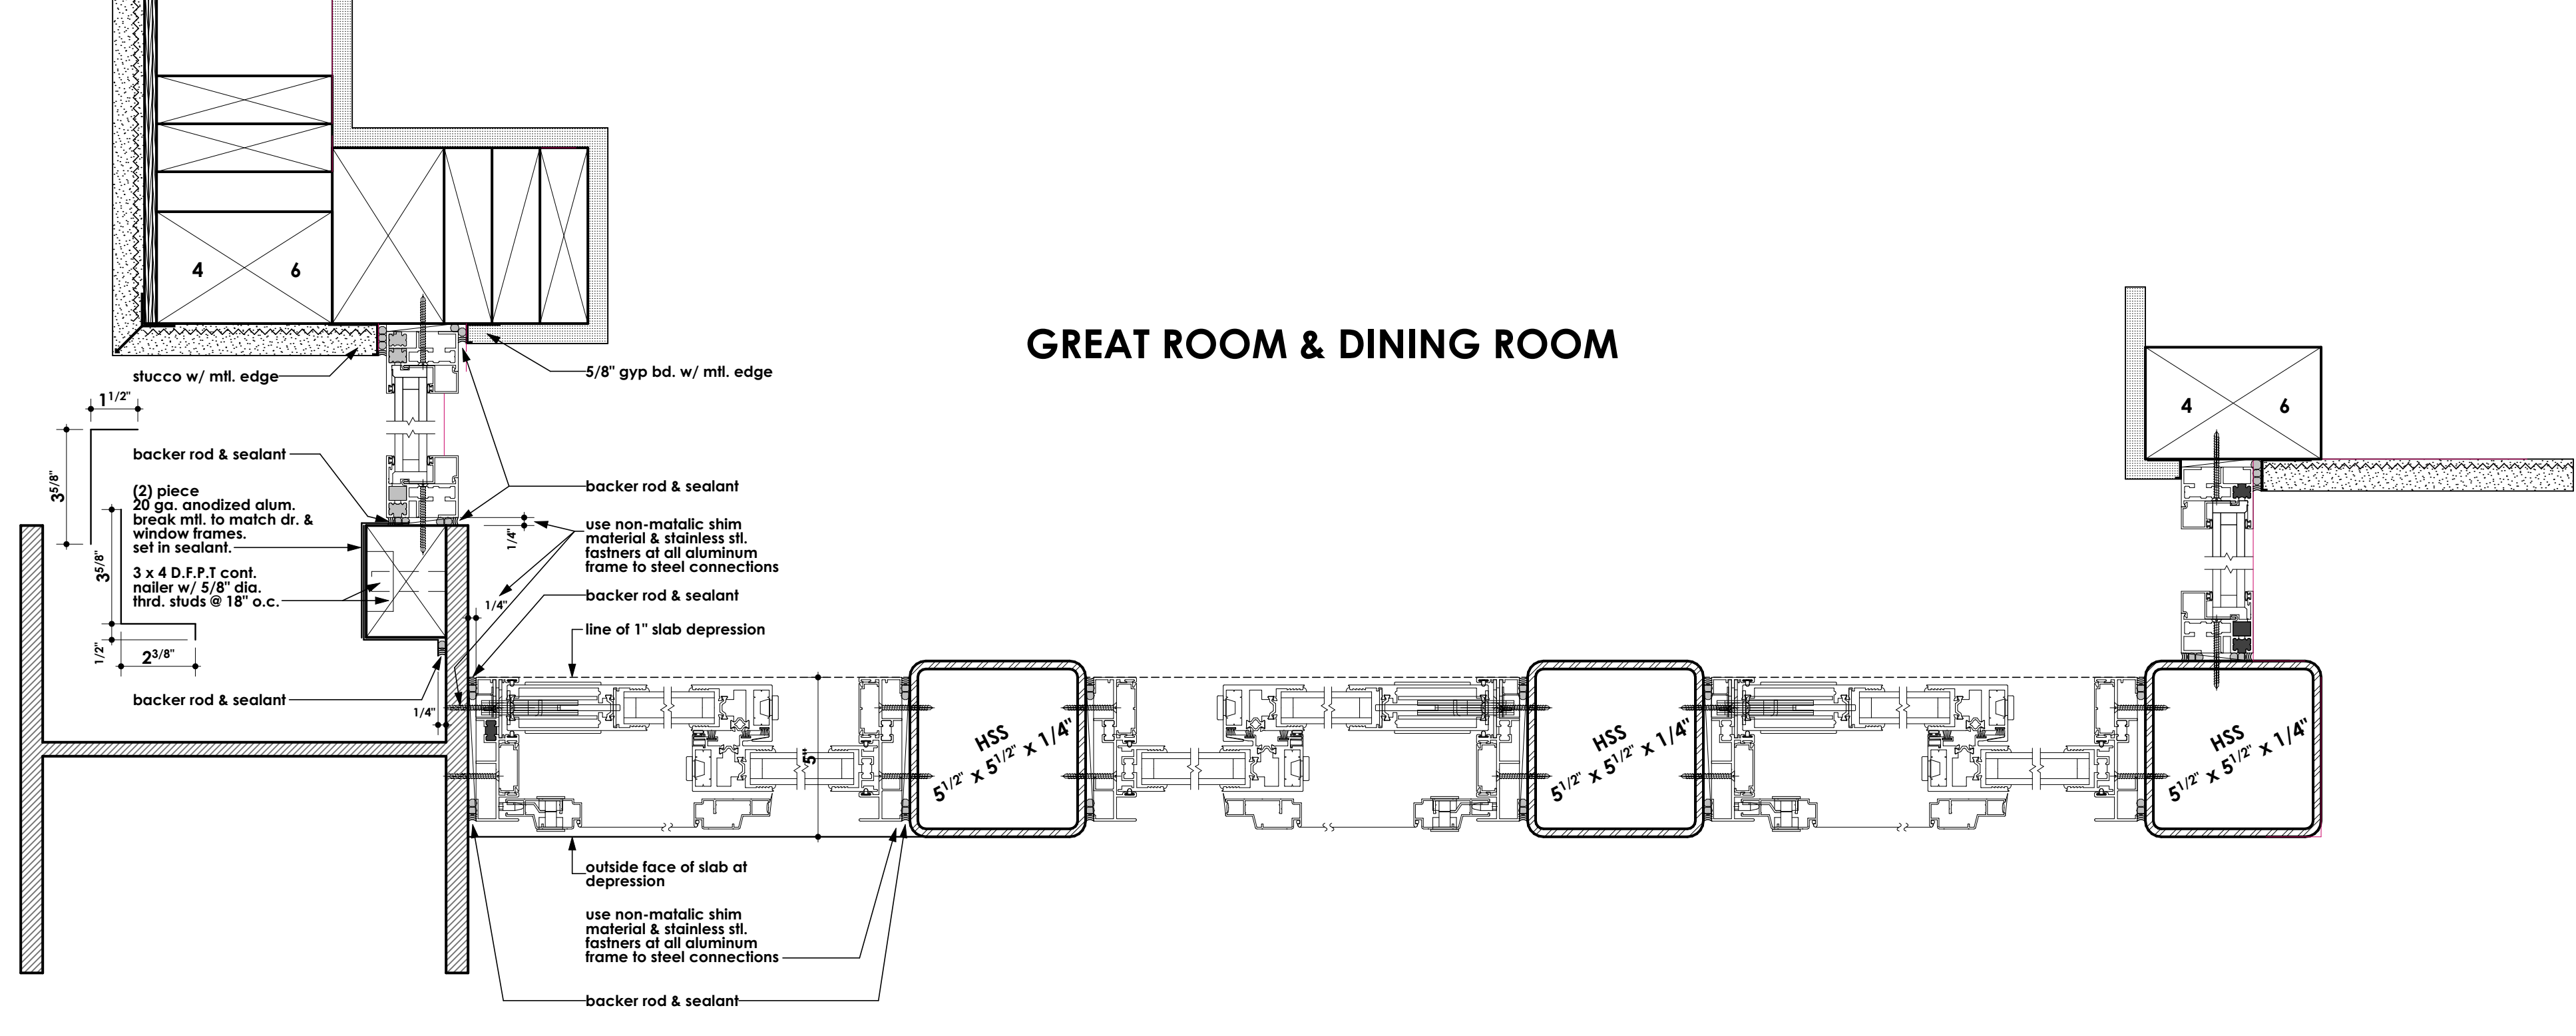 4 6
GREAT ROOM & DINING ROOM
stucco w/ mtl. edge
5/8" gyp bd. w/ mtl. edge
1 1/2"
4 6
3 5/8"
backer rod & sealant
backer rod & sealant
(2) piece
20 ga. anodized alum.
break mtl. to match dr. &
window frames.
set in sealant.
use non-matalic shim
material & stainless stl.
fastners at all aluminum
frame to steel connections
1/4"
3 5/8"
3 x 4 D.F.P.T cont.
nailer w/ 5/8" dia.
thrd. studs @ 18" o.c.
1/4"
backer rod & sealant
line of 1" slab depression
1/2"
2 3/8"
backer rod & sealant
1/4"
5"
HSS
5 1/2" x 5 1/2" x 1/4"
HSS
5 1/2" x 5 1/2" x 1/4"
HSS
5 1/2" x 5 1/2" x 1/4"
outside face of slab at
depression
use non-matalic shim
material & stainless stl.
fastners at all aluminum
frame to steel connections
backer rod & sealant